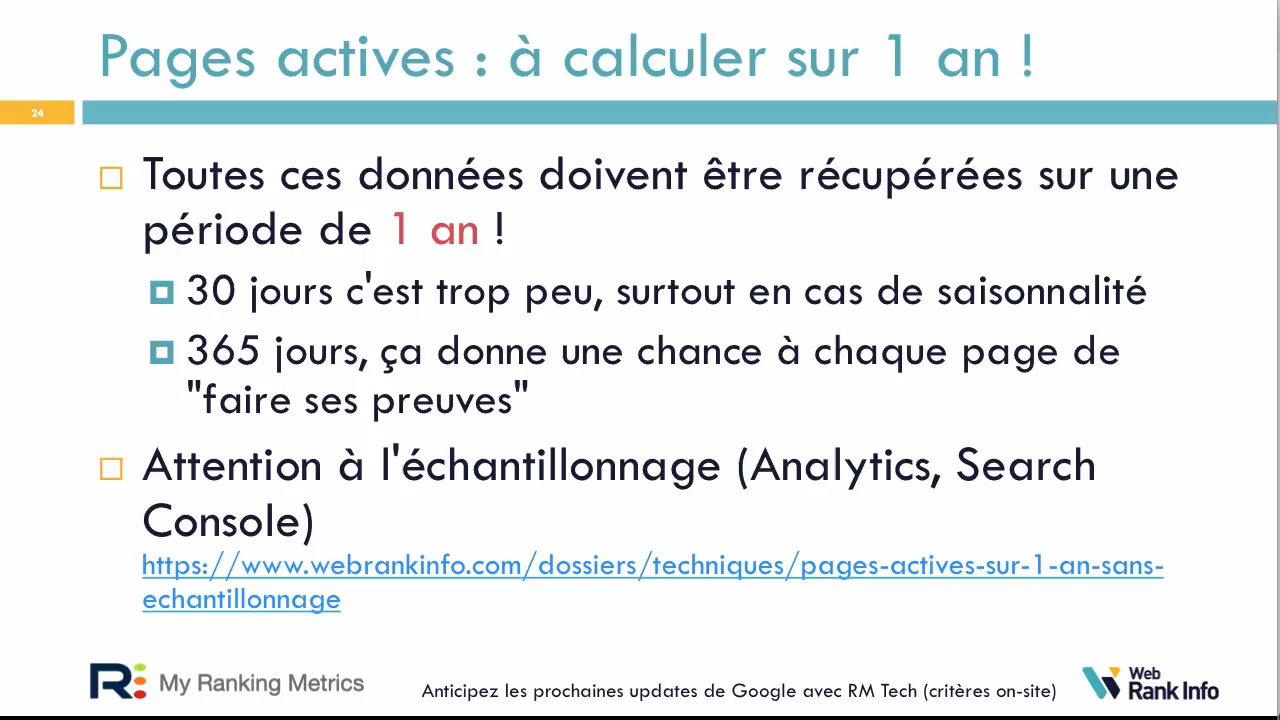 Pages actives : à calculer sur 1 an !
24
Toutes ces données doivent être récupérées sur une
période de 1 an !
30 jours c'est trop peu, surtout en cas de saisonnalité
365 jours, ça donne une chance à chaque page de
"faire ses preuves"
Attention à l'échantillonnage (Analytics, Search
Console)
https://www.webrankinfo.com/dossiers/techniques/pages-actives-sur-1-an-sans-
echantillonnage
R My Ranking Metrics
Anticipez les prochaines updates de Google avec RM Tech (critères on-site)
Web
Rank Info